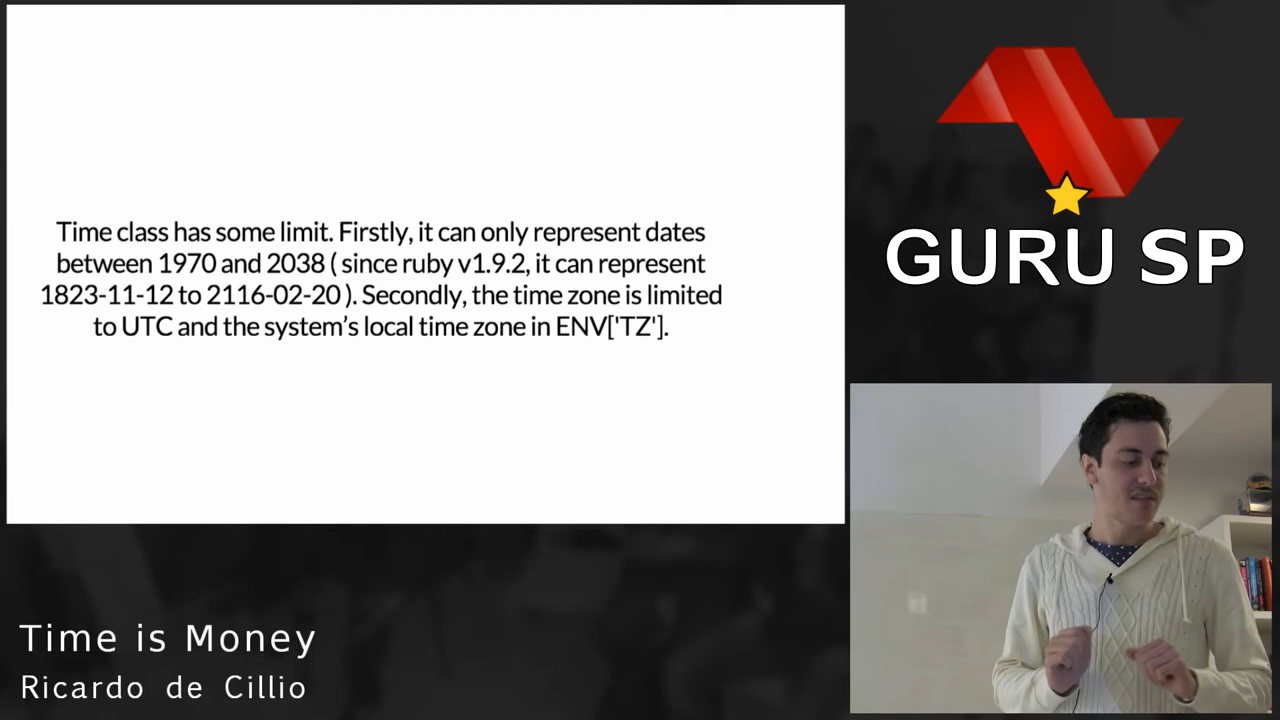 Time class has some limit. Firstly, it can only represent dates
between 1970 and 2038 ( since ruby v1.9.2, it can represent
1823-11-12 to 2116-02-20 ). Secondly, the time zone is limited
to UTC and the system’s local time zone in ENV['TZ'].
GURU SP
Time is Money
Ricardo de Cillio